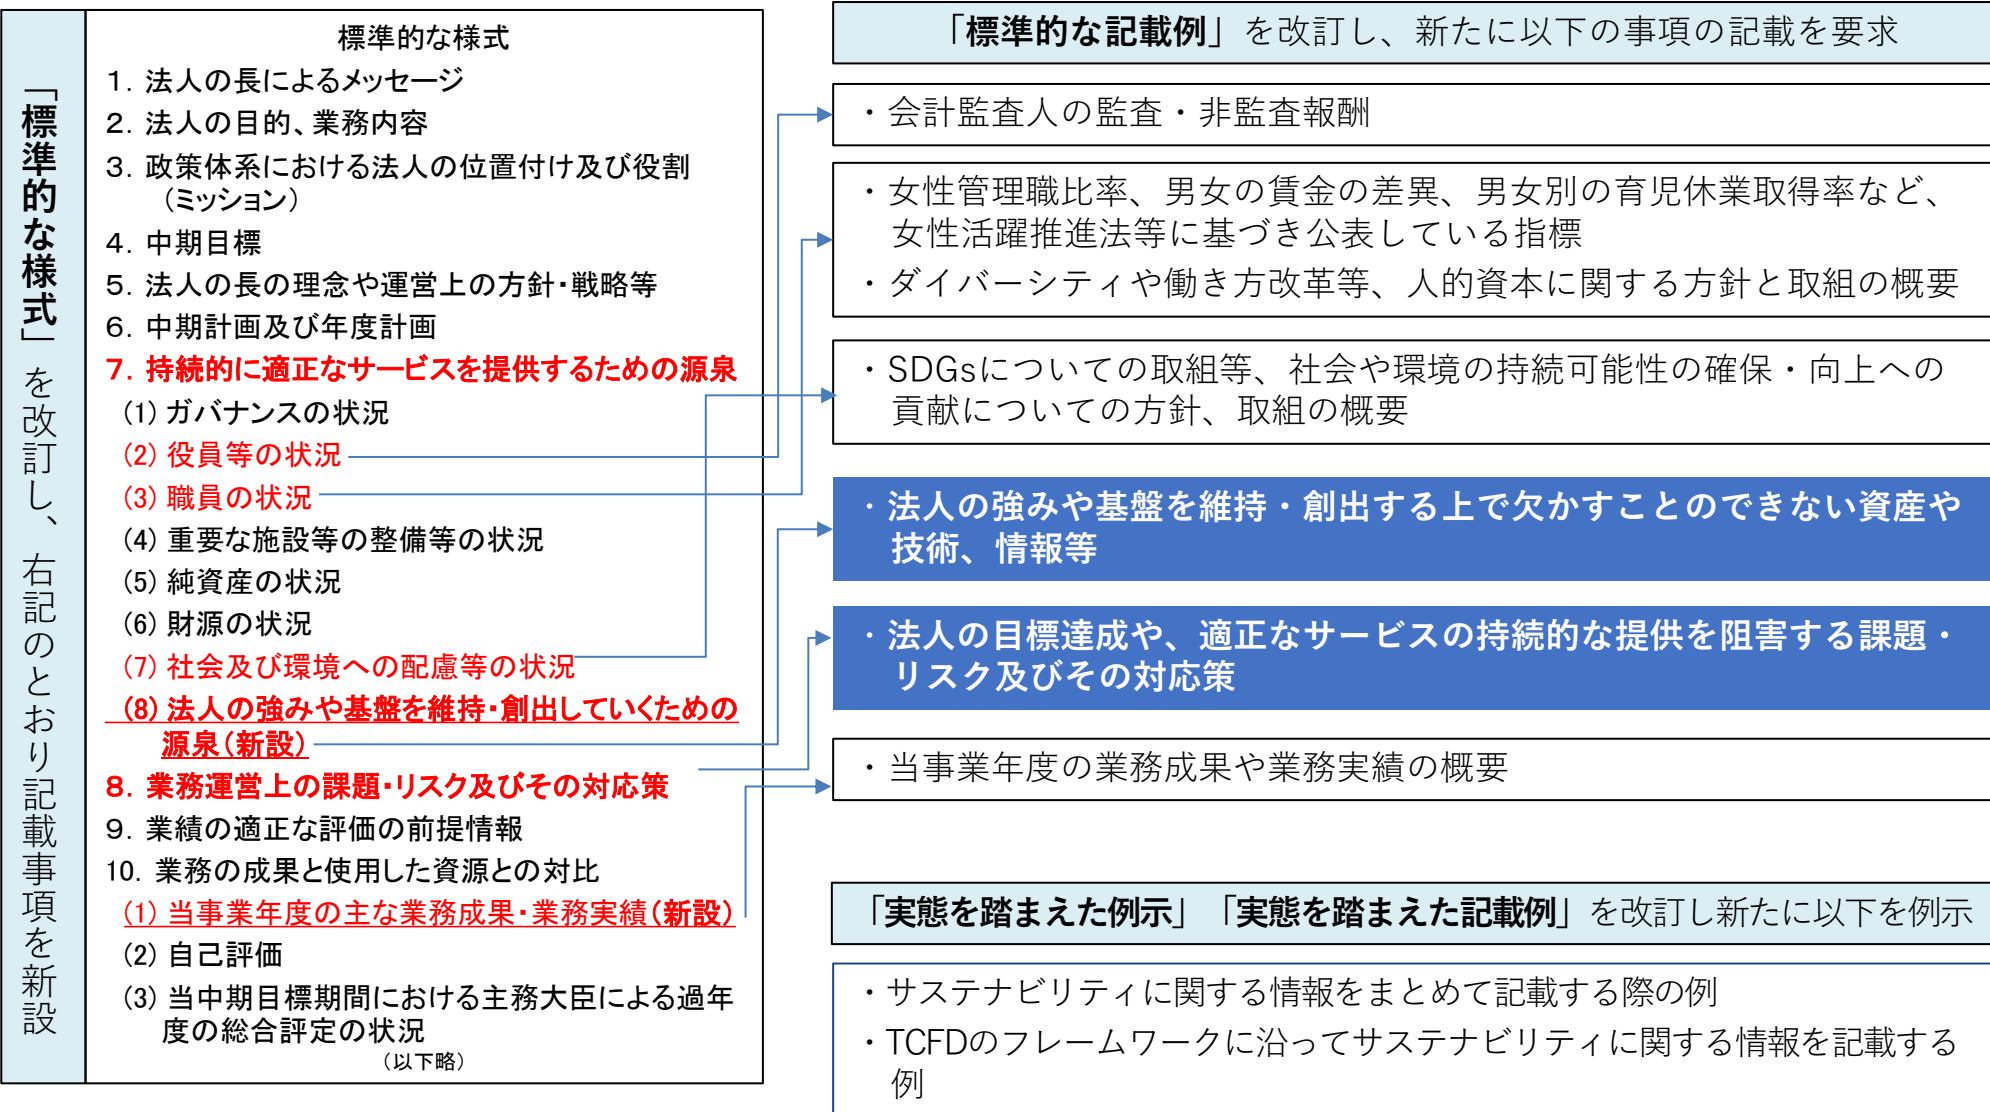 「標準的な様式」を改訂し、右記のとおり記載事項を新設
標準的な様式
1．法人の長によるメッセージ
2．法人の目的、業務内容
3．政策体系における法人の位置付け及び役割
（ミッション）
4．中期目標
5．法人の長の理念や運営上の方針・戦略等
6．中期計画及び年度計画
7．持続的に適正なサービスを提供するための源泉
(1) ガバナンスの状況
(2) 役員等の状況
(3) 職員の状況
(4) 重要な施設等の整備等の状況
(5) 純資産の状況
(6) 財源の状況
(7) 社会及び環境への配慮等の状況
(8) 法人の強みや基盤を維持・創出していくための
源泉（新設）
8．業務運営上の課題・リスク及びその対応策
9．業績の適正な評価の前提情報
10．業務の成果と使用した資源との対比
(1) 当事業年度の主な業務成果・業務実績（新設）
(2) 自己評価
(3) 当中期目標期間における主務大臣による過年
度の総合評定の状況
（以下略）
「標準的な記載例」を改訂し、新たに以下の事項の記載を要求
・会計監査人の監査・非監査報酬
・女性管理職比率、男女の賃金の差異、男女別の育児休業取得率など、
女性活躍推進法等に基づき公表している指標
・ダイバーシティや働き方改革等、人的資本に関する方針と取組の概要
・SDGsについての取組等、社会や環境の持続可能性の確保・向上への
貢献についての方針、取組の概要
・法人の強みや基盤を維持・創出する上で欠かすことのできない資産や
技術、情報等
・法人の目標達成や、適正なサービスの持続的な提供を阻害する課題・
リスク及びその対応策
・当事業年度の業務成果や業務実績の概要
「実態を踏まえた例示」「実態を踏まえた記載例」を改訂し新たに以下を例示
・サステナビリティに関する情報をまとめて記載する際の例
・TCFDのフレームワークに沿ってサステナビリティに関する情報を記載する
例